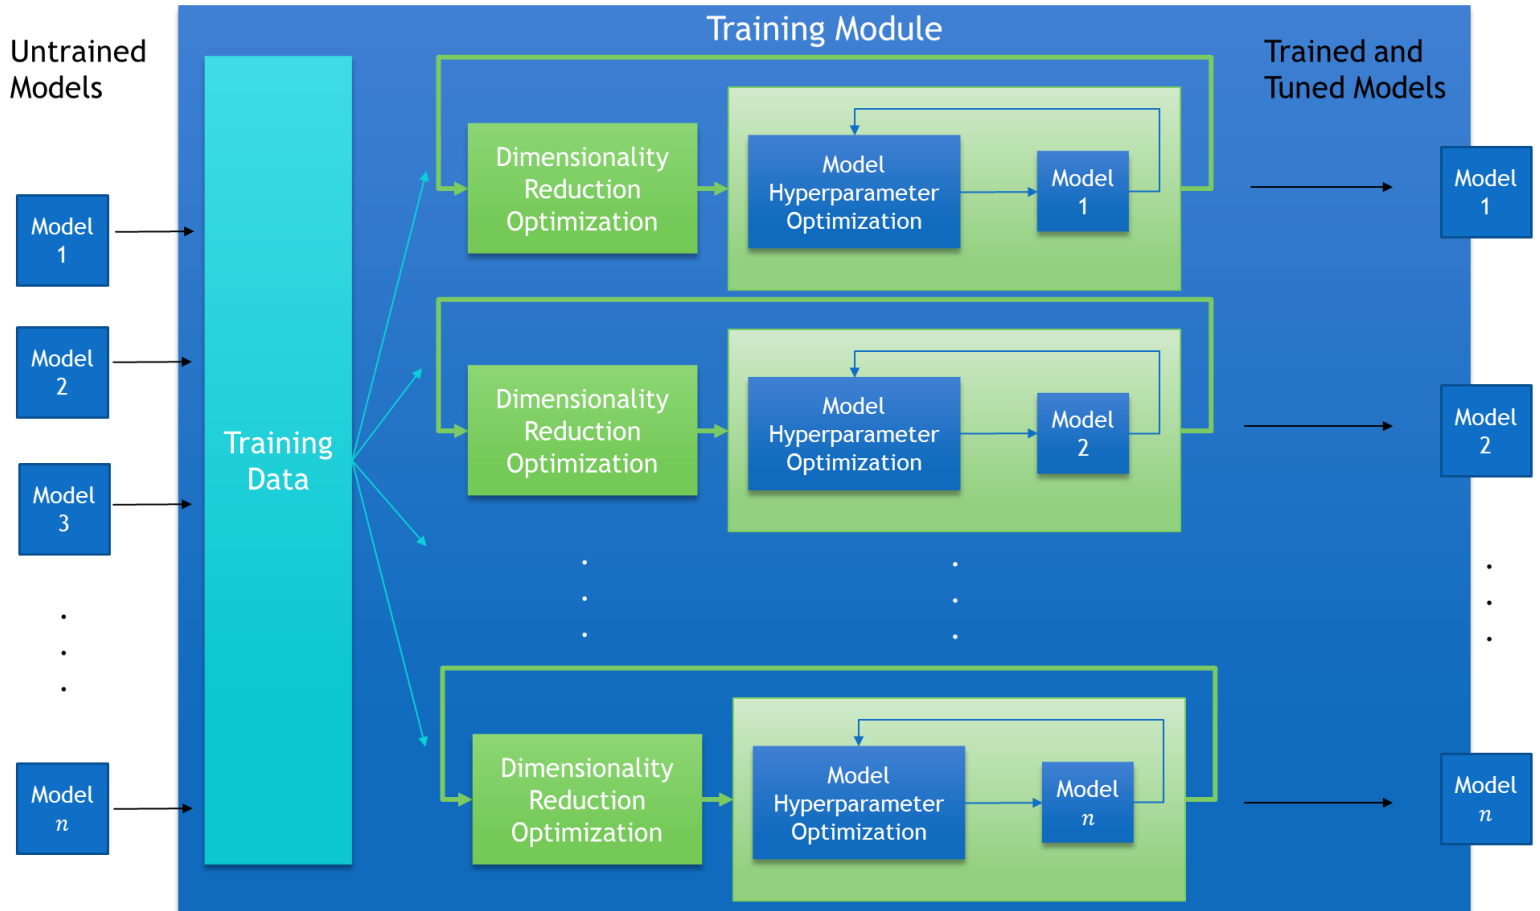 Training Module
Untrained
Models
Trained and
Tuned Models
Model
1
Model
2
Model
3
.
.
.
Model
n
Training
Data
Dimensionality
Reduction
Optimization
Model
Hyperparameter
Optimization
Model
1
Dimensionality
Reduction
Optimization
Model
Hyperparameter
Optimization
Model
2
.
.
.
.
.
.
Dimensionality
Reduction
Optimization
Model
Hyperparameter
Optimization
Model
n
Model
1
Model
2
.
.
.
Model
n